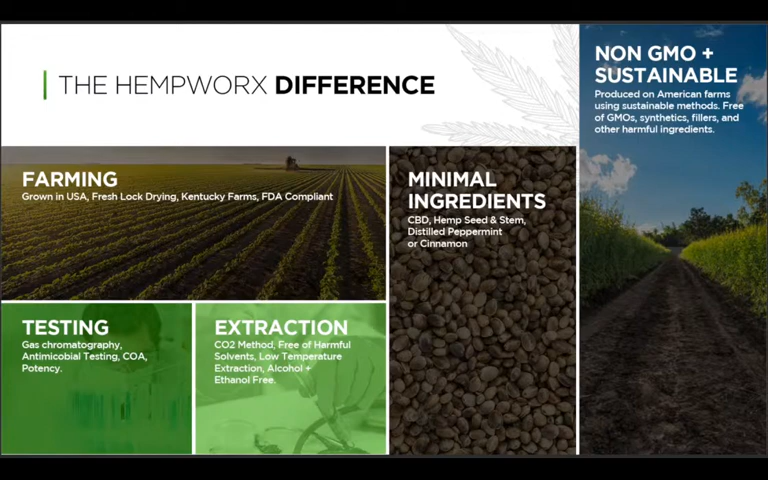 THE HEMPWORX DIFFERENCE
FARMING
Grown in USA, Fresh Lock Drying, Kentucky Farms, FDA Compliant
TESTING
Gas chromatography,
Antimicobial Testing, COA,
Potency.
EXTRACTION
CO2 Method, Free of Harmful
Solvents, Low Temperature
Extraction, Alcohol +
Ethanol Free.
MINIMAL
INGREDIENTS
CBD, Hemp Seed & Stem,
Distilled Peppermint
or Cinnamon
NON GMO +
SUSTAINABLE
Produced on American farms
using sustainable methods. Free
of GMOs, synthetics, fillers, and
other harmful ingredients.